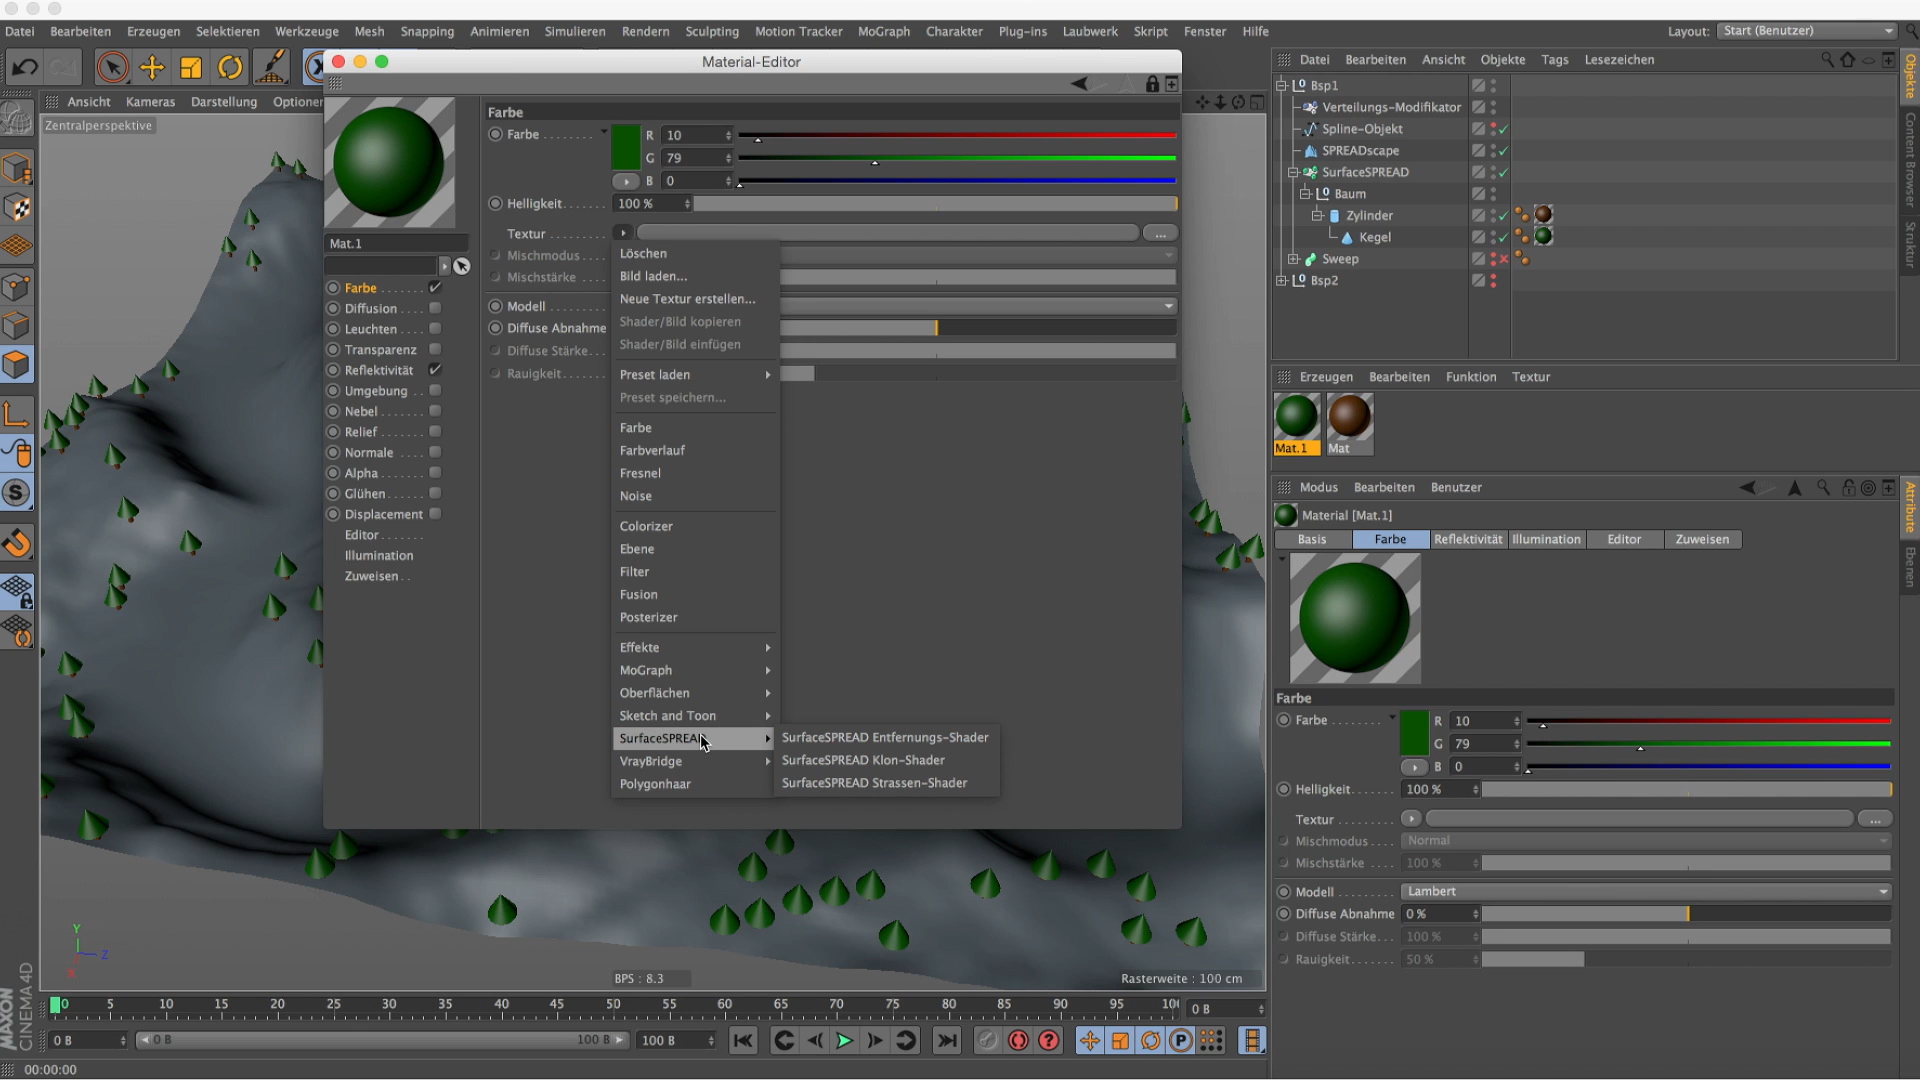 Datei Bearbeiten Erzeugen Selektieren Werkzeuge Mesh Snapping Animieren Simulieren Rendern Sculpting Motion Tracker MoGraph Charakter Plug-ins Laubwerk Skript Fenster Hilfe Layout: Start (Benutzer)
Material-Editor
Datei Bearbeiten Ansicht Objekte Tags Lesezeichen
Ansicht Kameras Darstellung Optionen
Zentralperspektive
Farbe
Farbe R 10
G 79
B 0
Helligkeit 100 %
Textur ...
Mischmodus
Mischstärke
Modell
Diffuse Abnahme
Diffuse Stärke
Rauigkeit
Mat.1
Farbe
Diffusion
Leuchten
Transparenz
Reflektivität
Umgebung
Nebel
Relief
Normale
Alpha
Glühen
Displacement
Editor
Illumination
Zuweisen
Löschen
Bild laden...
Neue Textur erstellen...
Shader/Bild kopieren
Shader/Bild einfügen
Preset laden
Preset speichern...
Farbe
Farbverlauf
Fresnel
Noise
Colorizer
Ebene
Filter
Fusion
Posterizer
Effekte
MoGraph
Oberflächen
Sketch and Toon
SurfaceSPREAD
VrayBridge
Polygonhaar
SurfaceSPREAD Entfernungs-Shader
SurfaceSPREAD Klon-Shader
SurfaceSPREAD Strassen-Shader
Bsp1
Verteilungs-Modifikator
Spline-Objekt
SPREADscape
SurfaceSPREAD
Baum
Zylinder
Kegel
Sweep
Bsp2
Objekte
Content Browser
Struktur
Erzeugen Bearbeiten Funktion Textur
Mat.1 Mat
Modus Bearbeiten Benutzer
Material [Mat.1]
Basis Farbe Reflektivität Illumination Editor Zuweisen
Attribute
Ebenen
Farbe
Farbe R 10
G 79
B 0
Helligkeit 100 %
Textur ...
Mischmodus Normal
Mischstärke 100 %
Modell Lambert
Diffuse Abnahme 0 %
Diffuse Stärke 100 %
Rauigkeit 50 %
Y
Z
X
BPS : 8.3
Rasterweite : 100 cm
0 5 10 15 20 25 30 35 40 45 50 55 60 65 70 75 80 85 90 95 10 0 B
0 B 0 B 100 B 100 B
00:00:00
MAXON
CINEMA 4D